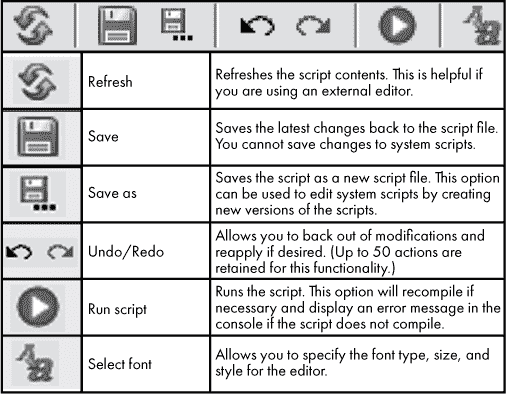 Refresh
Refreshes the script contents. This is helpful if
you are using an external editor.
Save
Saves the latest changes back to the script file.
You cannot save changes to system scripts.
Save as
Saves the script as a new script file. This option
can be used to edit system scripts by creating
new versions of the scripts.
Undo/Redo
Allows you to back out of modifications and
reapply if desired. (Up to 50 actions are
retained for this functionality.)
Run script
Runs the script. This option will recompile if
necessary and display an error message in the
console if the script does not compile.
Select font
Allows you to specify the font type, size, and
style for the editor.